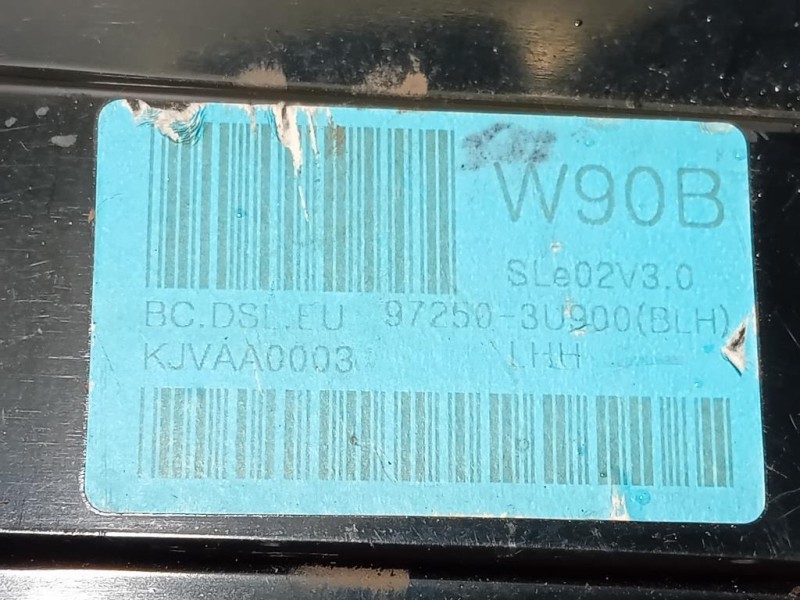 W90B
SLe02V3.0
BC.DSL.EU 97250-3U900(BLH)
KJVAA0003 LHH